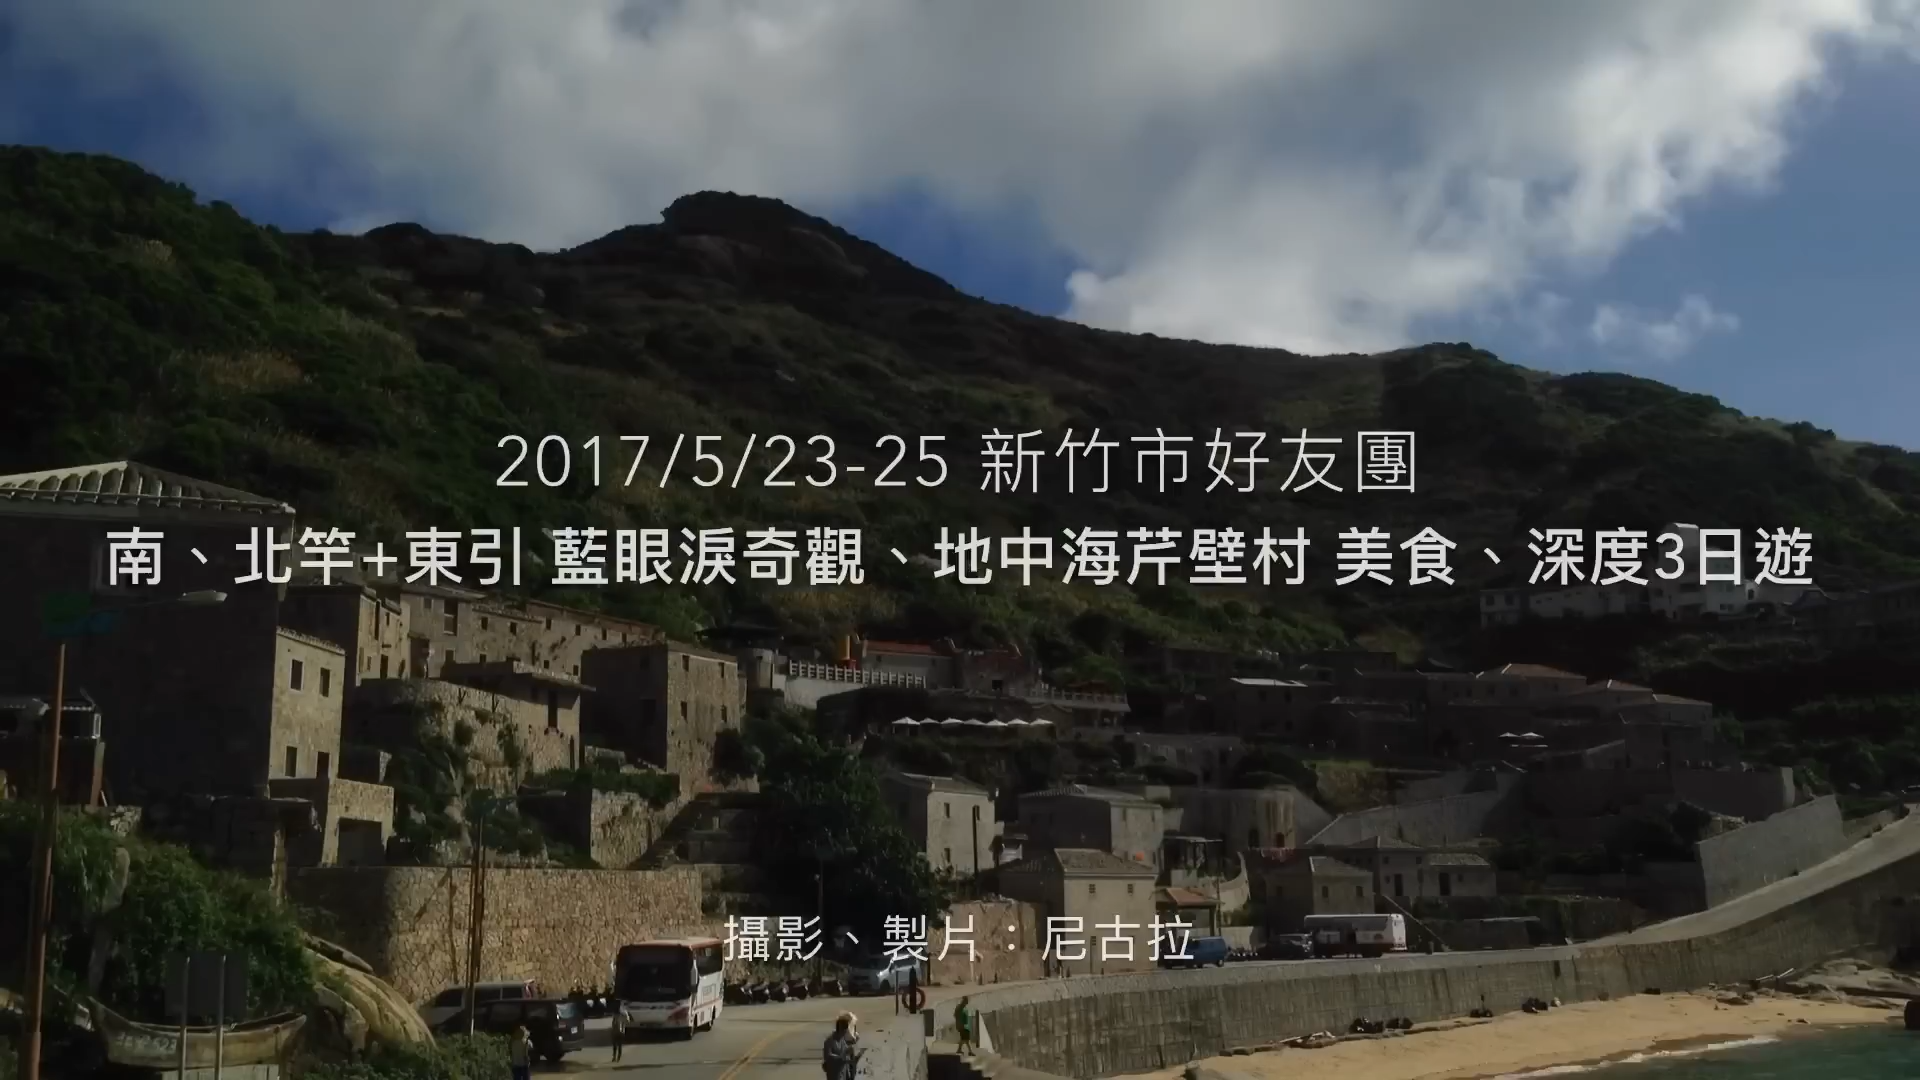 2017/5/23-25 新竹市好友團
南、北竿+東引 藍眼淚奇觀、地中海芹壁村 美食、深度3日遊
攝影、製片：尼古拉